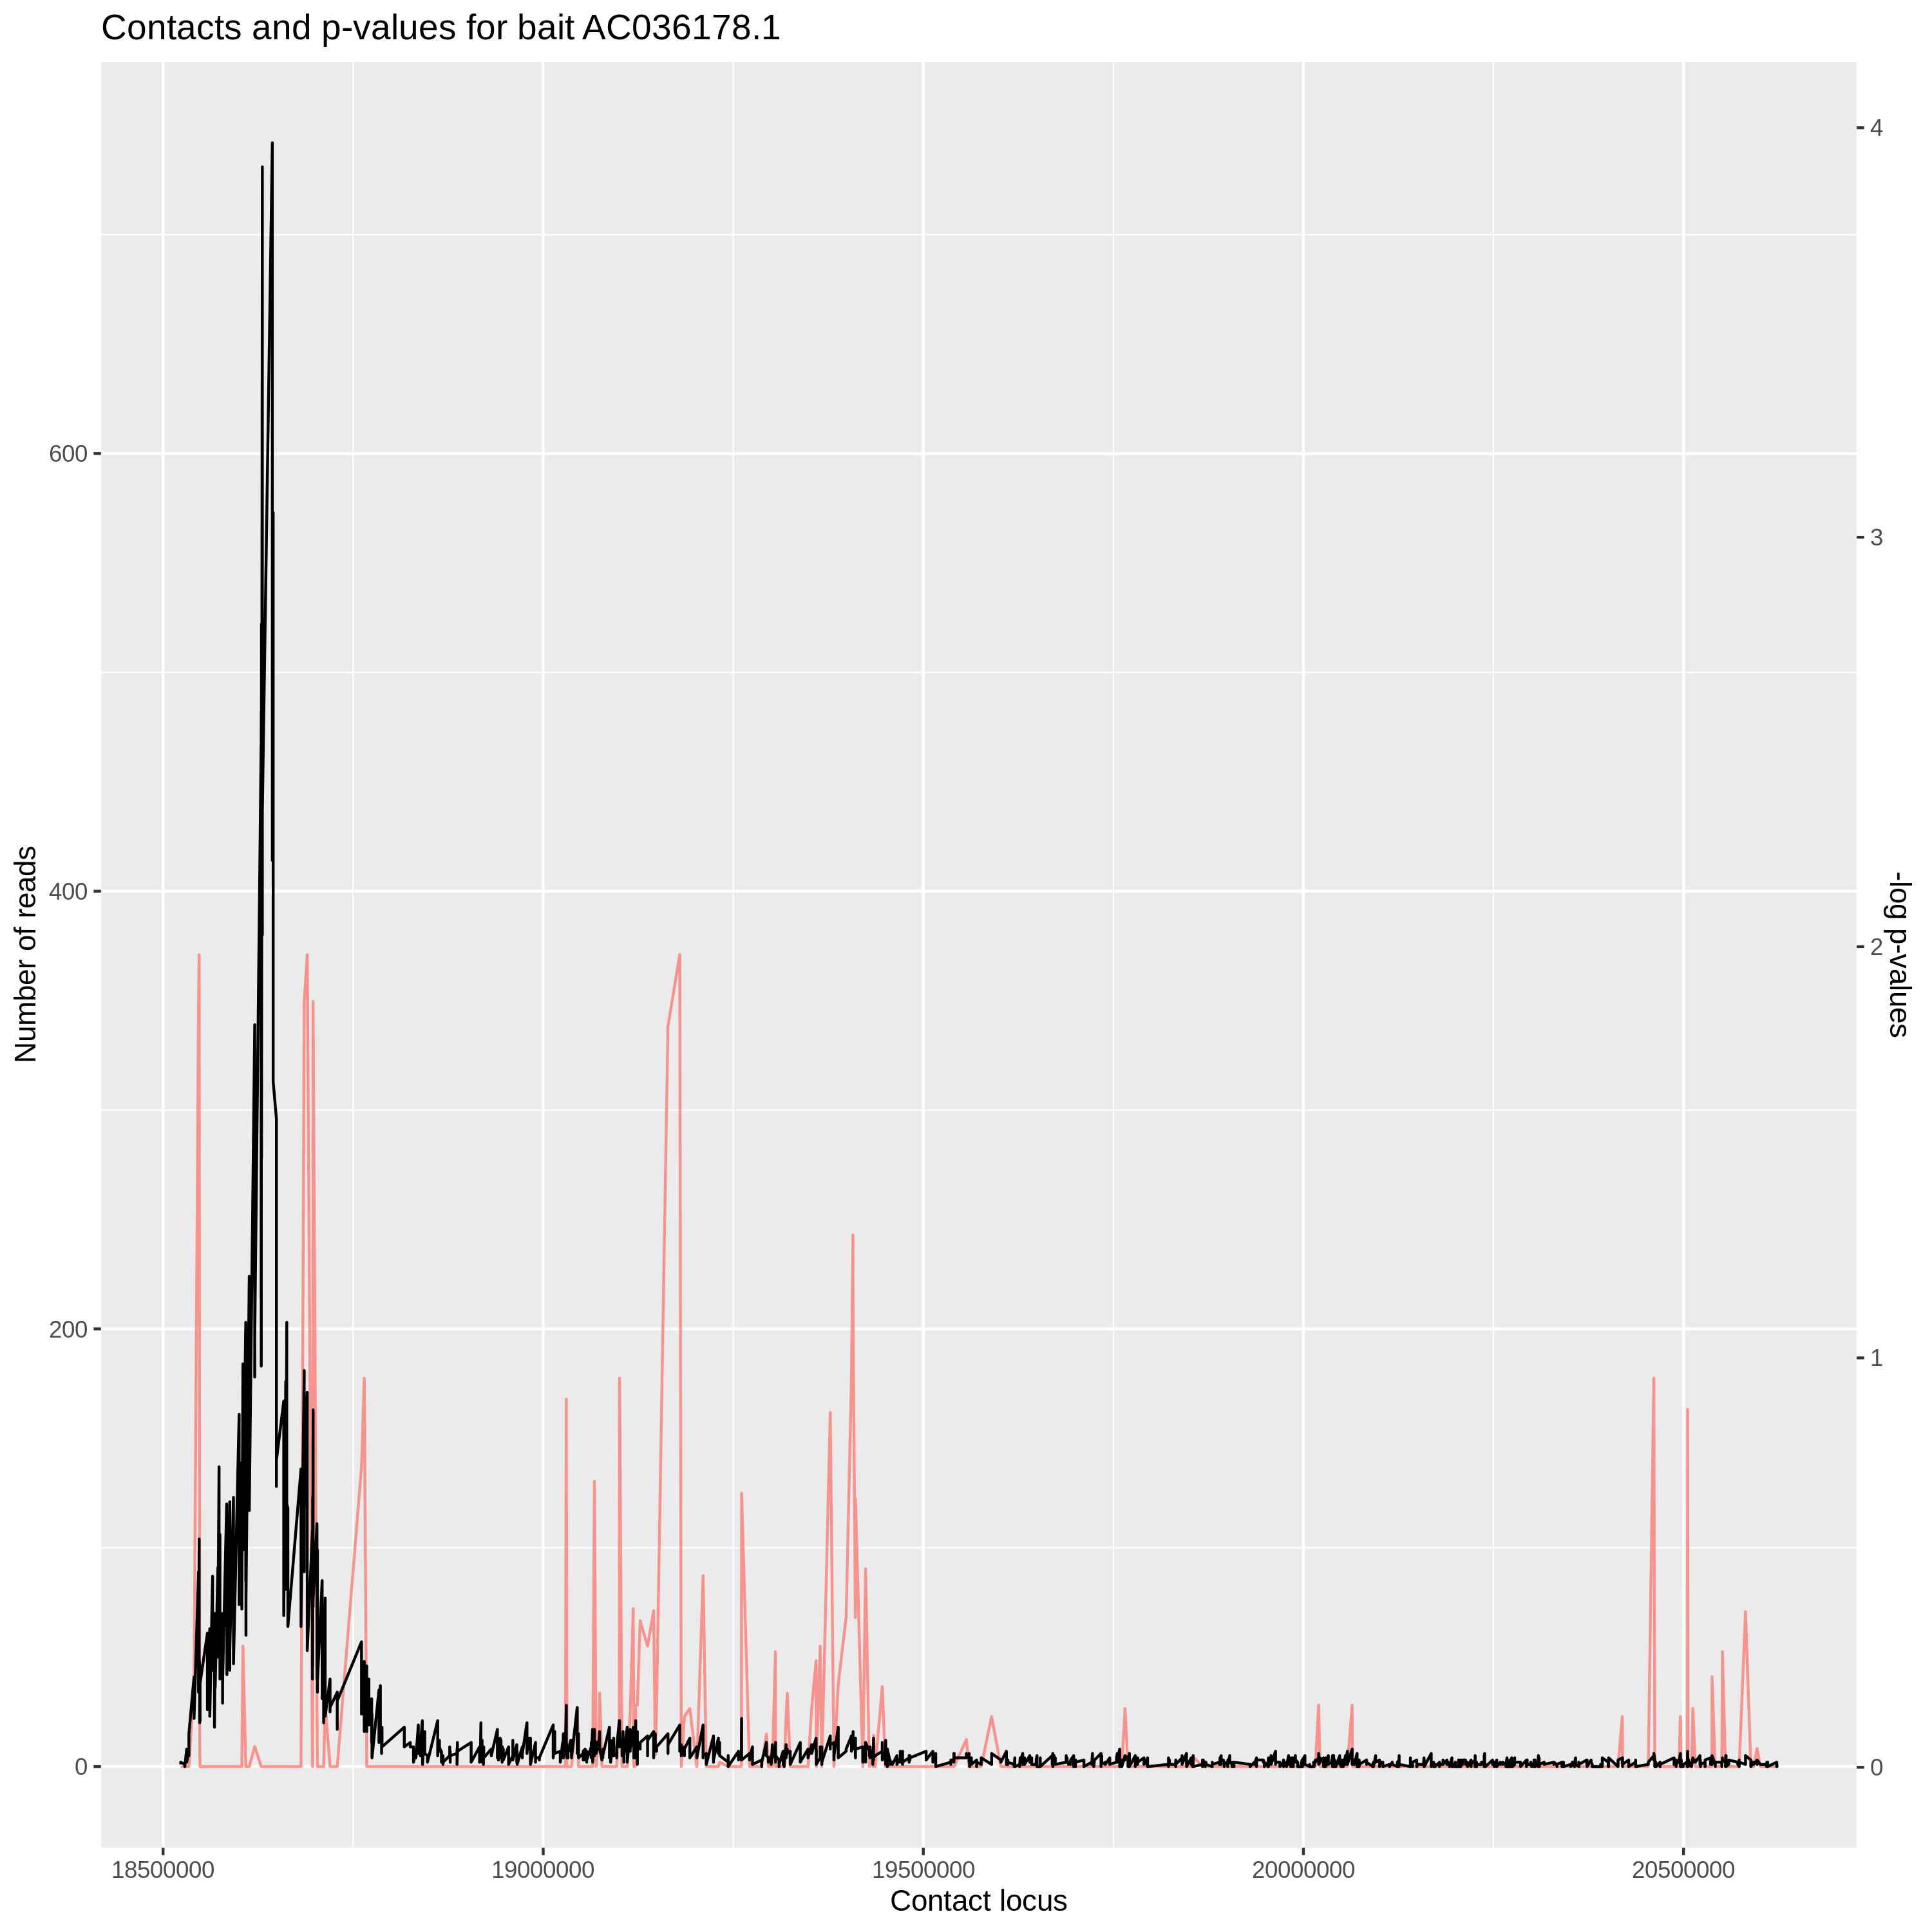 Contacts and p-values for bait AC036178.1
Number of reads
600
400
200
0
4
3
2
1
0
-log p-values
18500000 19000000 19500000 20000000 20500000
Contact locus